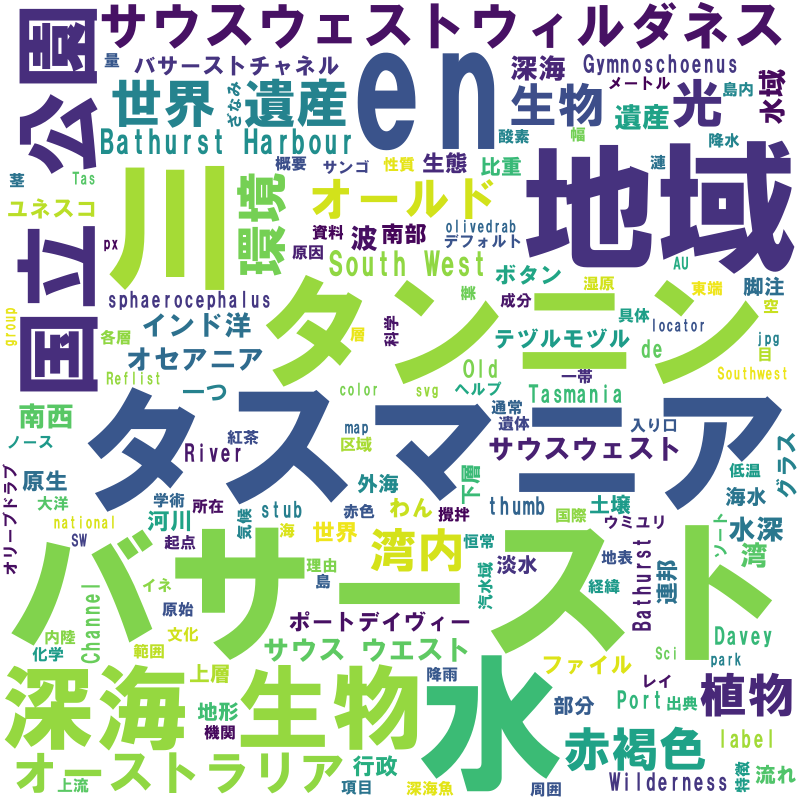 サウスウェストウィルダネス
公園
量
バサーストチャネル
en
深海
Gymnoschoenus
メートル
島内
水域
世界
遺産
さなみ
生物
遺産
光
Bathurst Harbour
酸素
幅
降水
茎
Tas
概要
サンゴ
性質
生態
比重
漣
ユネスコ
川
環境
オールド
地域
資料
波
南部
olivedrab
デフォルト
国立
px
原因
South West
ボタン
湿原
AU
東端
脚注
空
sphaerocephalus
タンニン
葉
成分
group
各層
インド洋
層
科学
具体
locator
jpg
オセアニア
テヅルモヅル
de
目
Reflist
一つ
color
svg
Old
ヘルプ
一帯
Southwest
Tasmania
南西
タスマニア
通常
遺体
入り口
ノース
River
紅茶
map
区域
サウスウェスト
グラス
原生
外海
下層
低温
オリーブドラブ
大洋
学術
所在
気候
stub
赤色
わん
攪拌
thumb
土壌
海水
national
河川
海
世界
国際
ウミユリ
水深
SW
起点
湾内
恒常
地表
ソート
バサースト
理由
淡水
湾
Channel
イネ
島
汽水域
経緯
Bathurst
連邦
内陸
原始
化学
文化
範囲
ポートデイヴィー
Davey
サウス ウエスト
ファイル
Sci
park
深海
上層
生物
降雨
水
レイ
植物
地形
部分
Port
出典
機関
赤褐色
label
オーストラリア
行政
Wilderness
特徴
流れ
上流
項目
深海魚
周囲